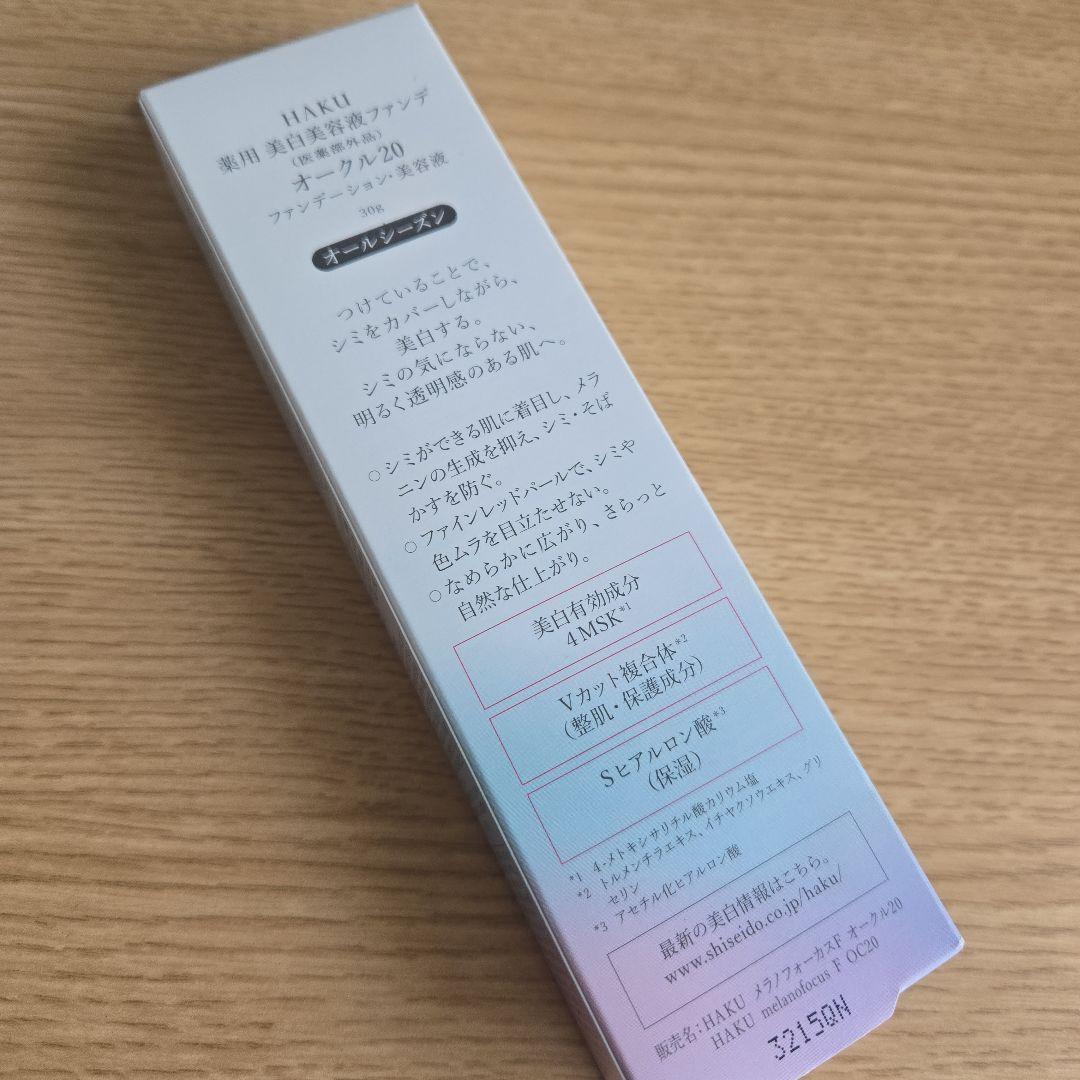 HAKU
薬用 美白美容液ファンデ
（医薬部外品）
オークル20
ファンデーション・美容液
30g
オールシーズン
つけていることで、
シミをカバーしながら、
美白する。
シミの気にならない、
明るく透明感のある肌へ。
○シミができる肌に着目し、メラ
ニンの生成を抑え、シミ・そば
かすを防ぐ。
○ファインレッドパールで、シミや
色ムラを目立たせない。
○なめらかに広がり、さらっと
自然な仕上がり。
美白有効成分
4MSK*1
Vカット複合体*2
（整肌・保護成分）
Sヒアルロン酸*3
（保湿）
*1 4-メトキシサリチル酸カリウム塩
*2 トルメンチラエキス、イチヤクソウエキス、グリ
セリン
*3 アセチル化ヒアルロン酸
最新の美白情報はこちら。
www.shiseido.co.jp/haku/
販売名：HAKU メラノフォーカスF オークル20
HAKU melanofocus F OC20
3215QN